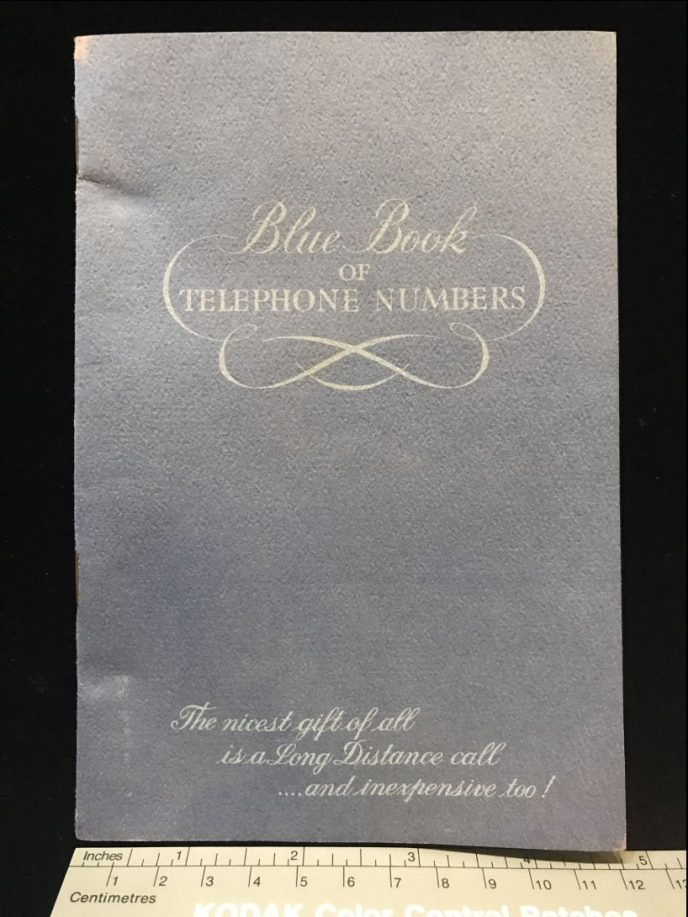 Blue Book
OF
TELEPHONE NUMBERS
The nicest gift of all
is a Long Distance call
....and inexpensive too!
Inches 1 2 3 4 5
1 2 3 4 5 6 7 8 9 10 11 12 13
Centimetres
KODAK Color Control Patches